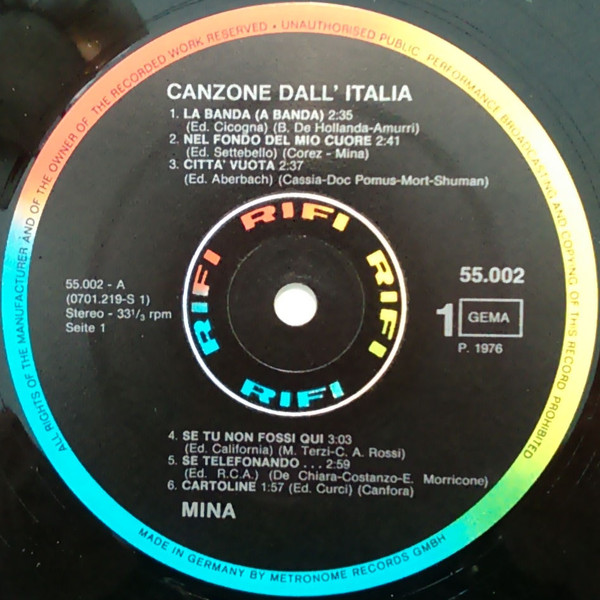 ALL RIGHTS OF THE MANUFACTURER AND OF THE OWNER OF THE RECORDED WORK RESERVED • UNAUTHORISED PUBLIC PERFORMANCE BROADCASTING AND COPYING OF THIS RECORD PROHIBITED
CANZONE DALL' ITALIA
1. LA BANDA (A BANDA) 2:35
(Ed. Cicogna) (B. De Hollanda-Amurri)
2. NEL FONDO DEL MIO CUORE 2:41
(Ed. Settebello) (Corez - Mina)
3. CITTA' VUOTA 2:37
(Ed. Aberbach) (Cassia-Doc Pomus-Mort-Shuman)
RIFI RIFI RIFI RIFI RIFI
55.002 - A
(0701.219-S 1)
Stereo - 33 1/3 rpm
Seite 1
55.002
1 GEMA
P. 1976
4. SE TU NON FOSSI QUI 3:03
(Ed. California) (M. Terzi-C. A. Rossi)
5. SE TELEFONANDO . . . 2:59
(Ed. R.C.A.) (De Chiara-Costanzo-E. Morricone)
6. CARTOLINE 1:57 (Ed. Curci) (Canfora)
MINA
MADE IN GERMANY BY METRONOME RECORDS GMBH